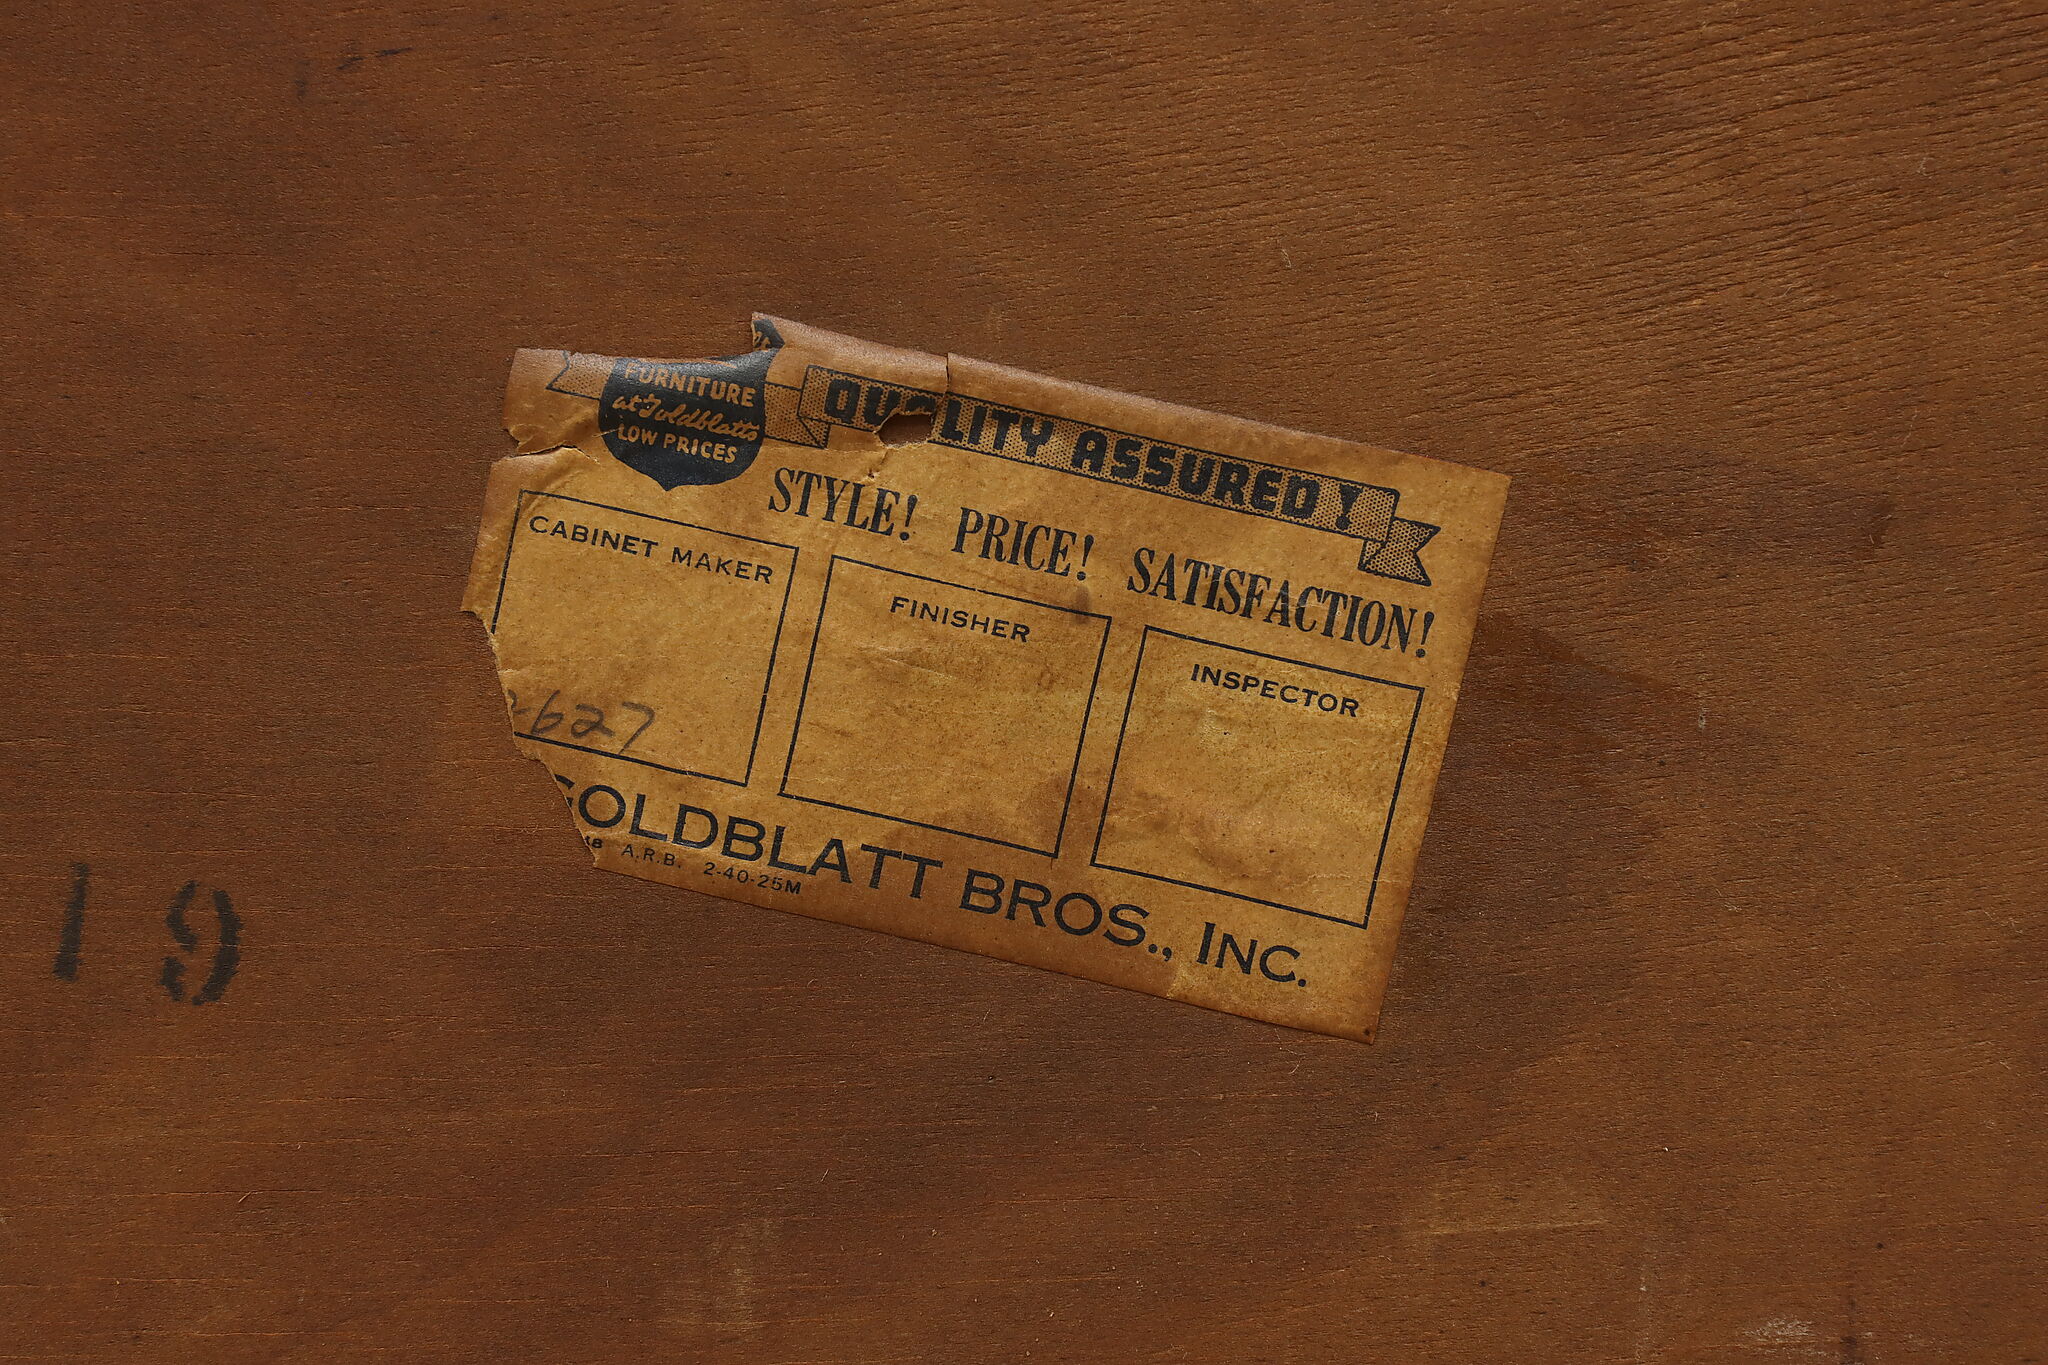 FURNITURE
at Goldblatts
LOW PRICES
QUALITY ASSURED!
STYLE! PRICE! SATISFACTION!
CABINET MAKER
FINISHER
INSPECTOR
2627
GOLDBLATT BROS., INC.
A.R.B. 2-40-25M
19